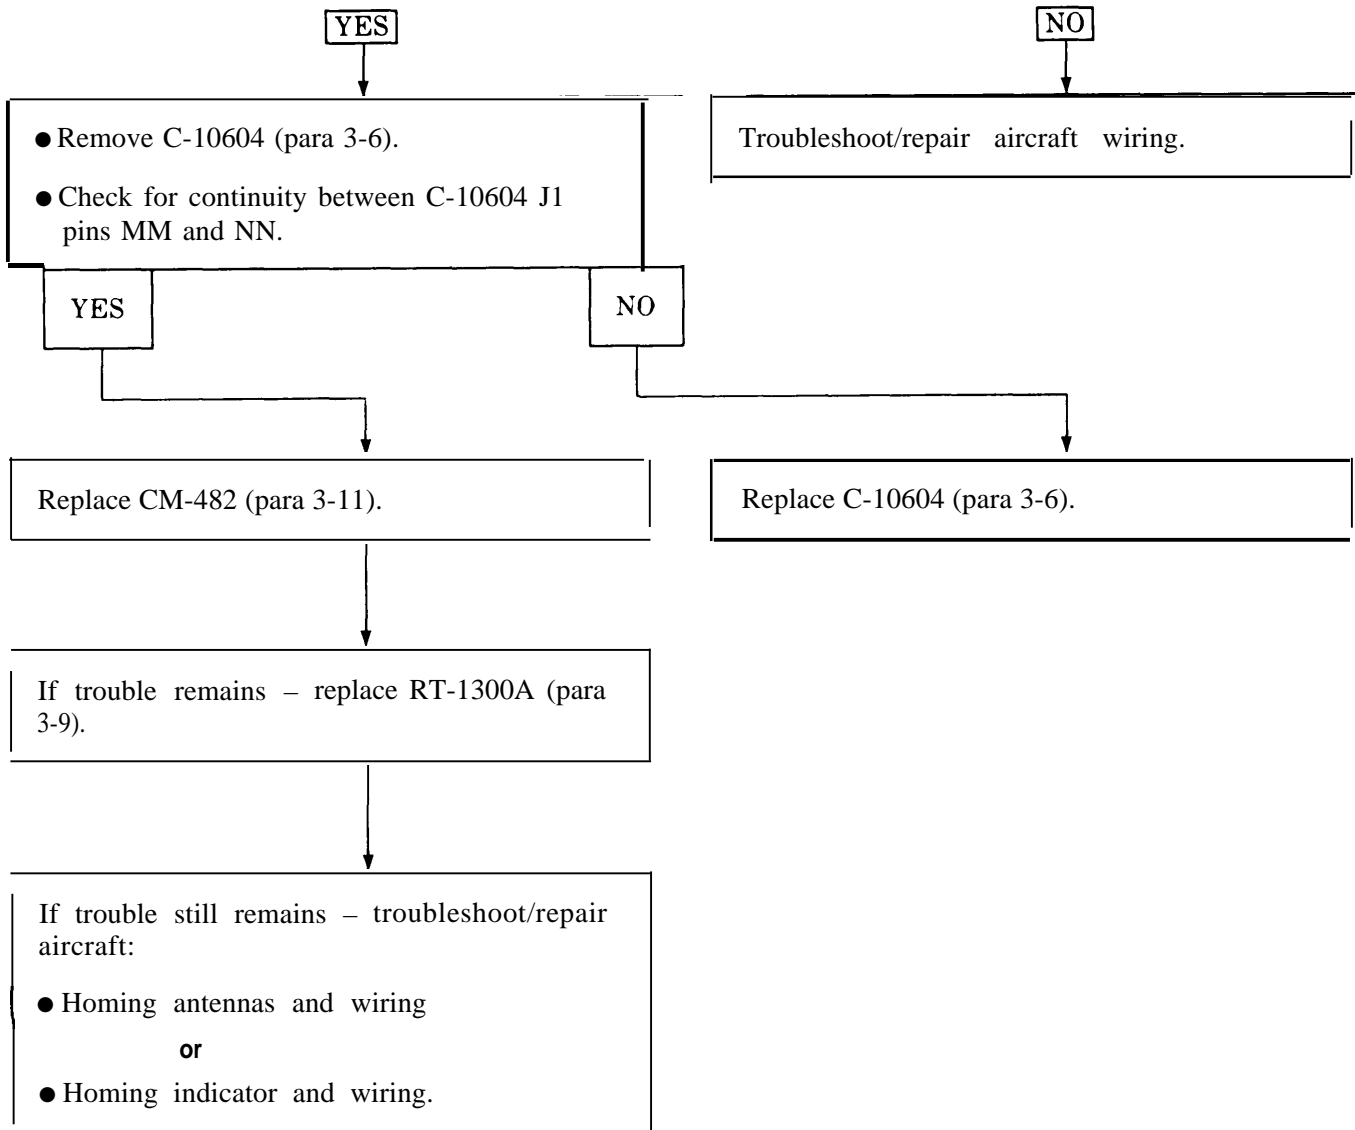 YES
NO
● Remove C-10604 (para 3-6).
● Check for continuity between C-10604 J1
pins MM and NN.
Troubleshoot/repair aircraft wiring.
YES
NO
Replace CM-482 (para 3-11).
Replace C-10604 (para 3-6).
If trouble remains – replace RT-1300A (para
3-9).
If trouble still remains – troubleshoot/repair
aircraft:
● Homing antennas and wiring
or
● Homing indicator and wiring.